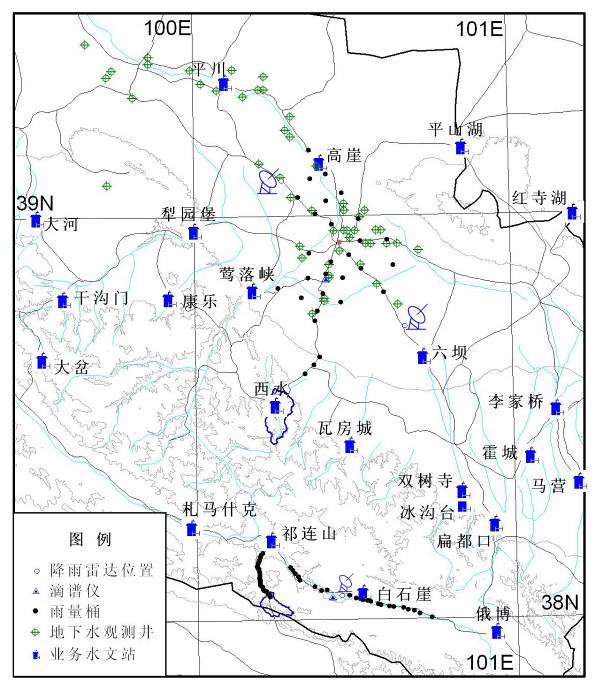 100E
101E
平川
平山湖
高崖
39N
红寺湖
大河
犁园堡
莺落峡
干沟门
康乐
大岔
六坝
西水
李家桥
瓦房城
霍城
双树寺
马营
冰沟台
札马什克
祁连山
扁都口
图 例
降雨雷达位置
滴谱仪
雨量桶
地下水观测井
业务水文站
白石崖
俄博
38N
101E